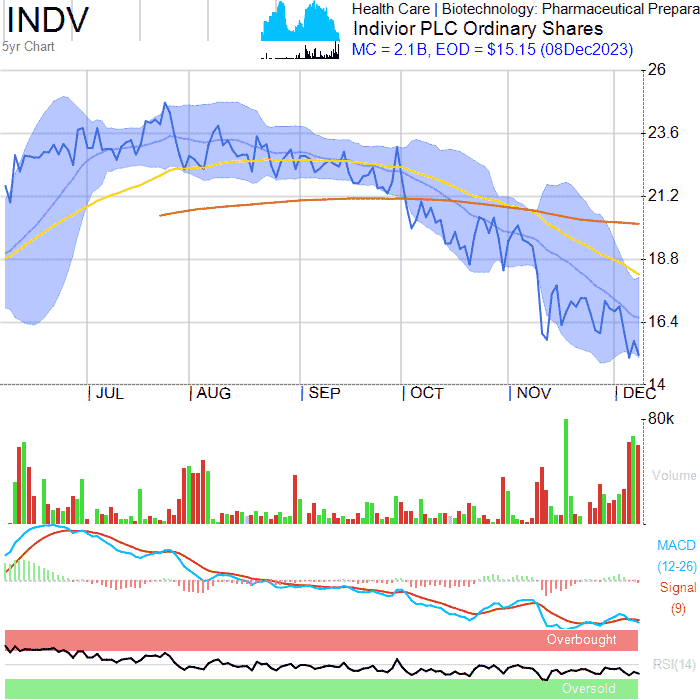 INDV
5yr Chart
Health Care | Biotechnology: Pharmaceutical Prepara
Indivior PLC Ordinary Shares
MC = 2.1B, EOD = $15.15 (08Dec2023)
26
23.6
21.2
18.8
16.4
14
JUL AUG SEP OCT NOV DEC
80k
Volume
MACD
(12-26)
Signal
(9)
Overbought
RSI(14)
Oversold